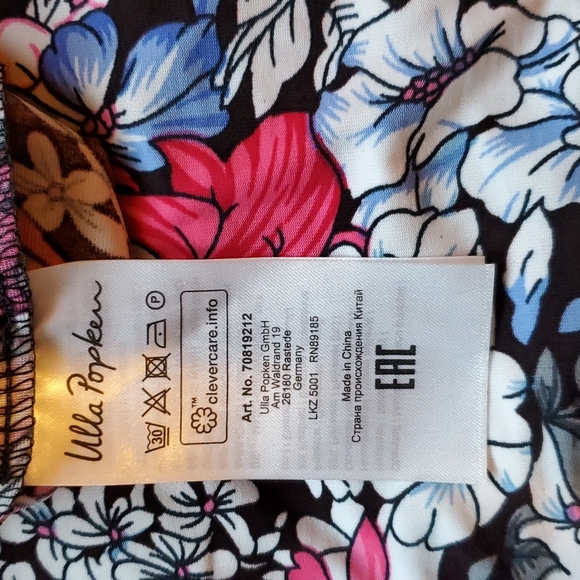 Ulla Popken
30 P
clevercare.info
Art. No. 70819212
Ulla Popken GmbH
Am Waldrand 19
26180 Rastede
Germany
LKZ 5001 RN89185
Made in China
Страна происхождения Китай
EAC